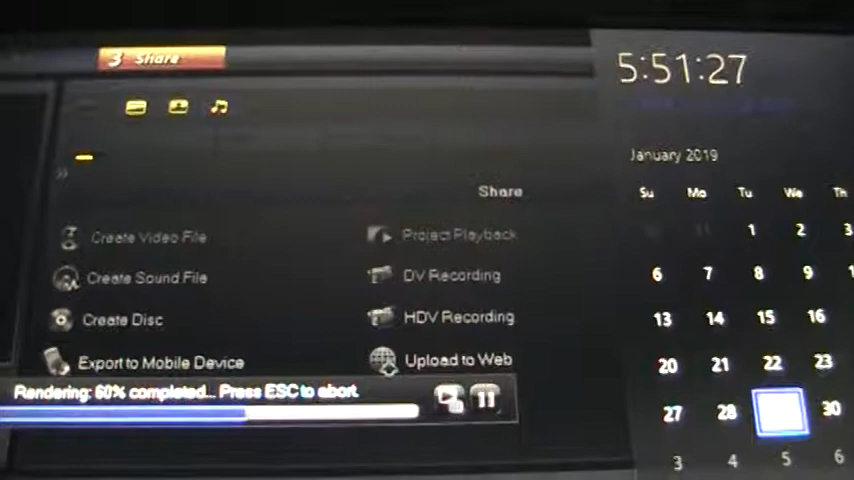 3 Share
5:51:27
January 2019
Su Mo Tu We Th
1 2 3
6 7 8 9
13 14 15 16
20 21 22 23
27 28 30
3 4 5 6
Share
Create Video File
Project Playback
Create Sound File
DV Recording
Create Disc
HDV Recording
Export to Mobile Device
Upload to Web
Rendering: 60% completed... Press ESC to abort.